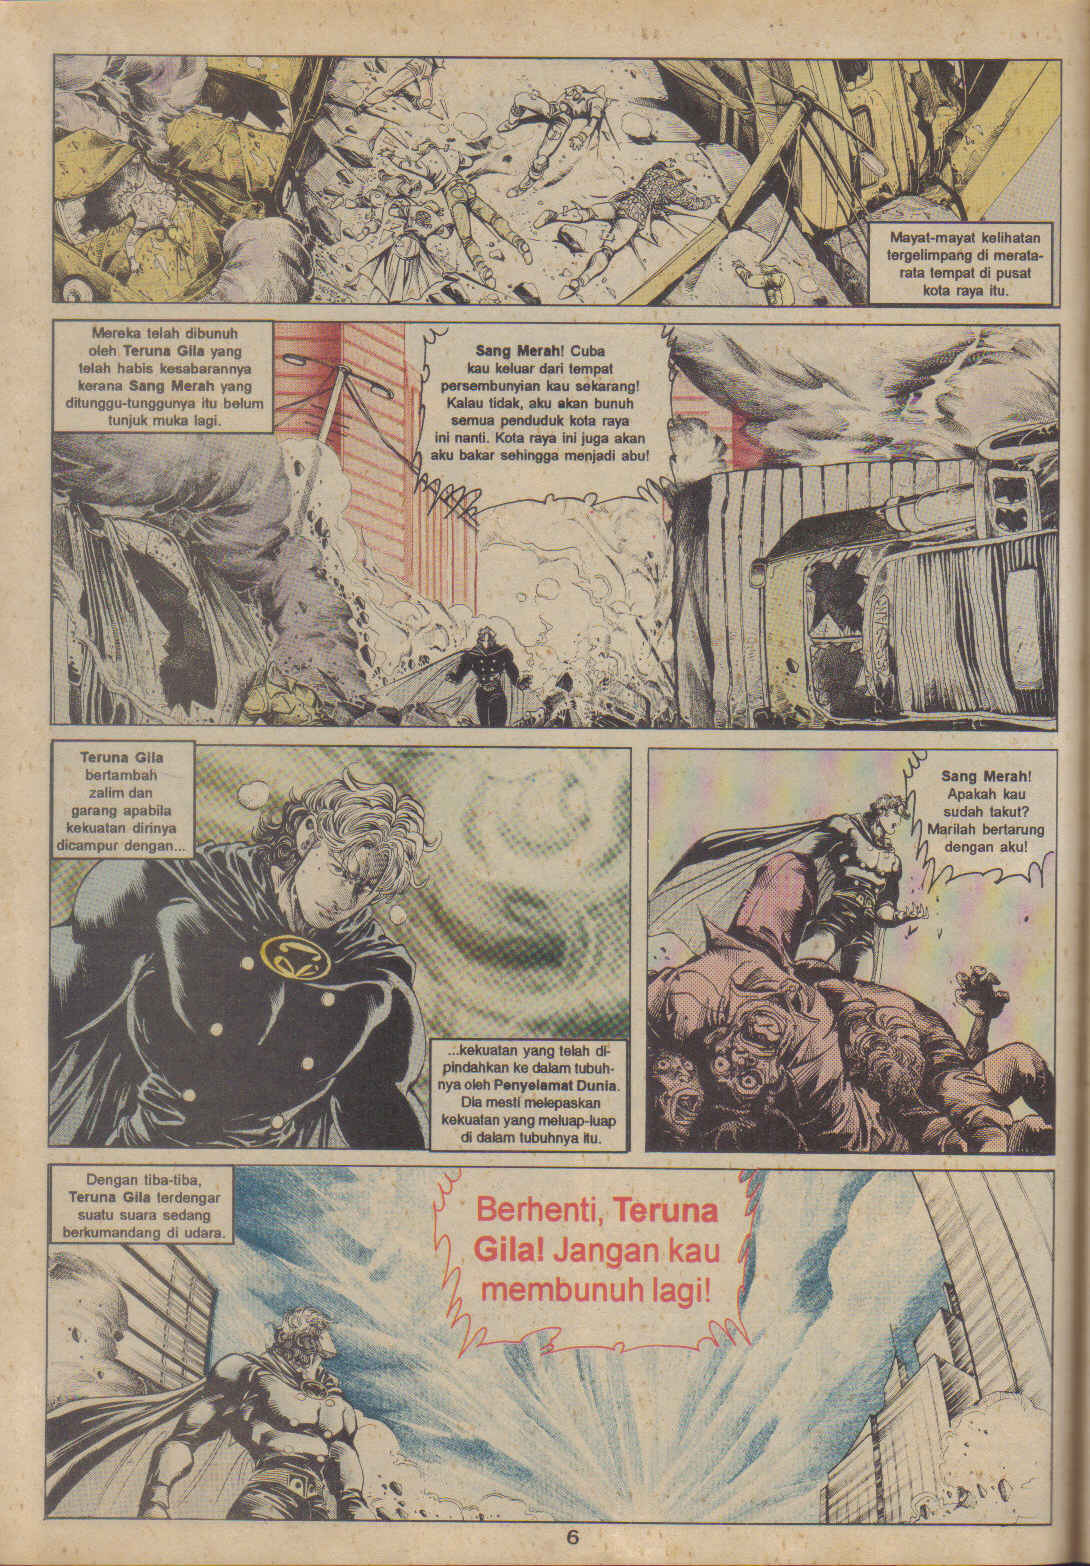 Mayat-mayat kelihatan
tergelimpang di merata-
rata tempat di pusat
kota raya itu.
Mereka telah dibunuh
oleh Teruna Gila yang
telah habis kesabarannya
kerana Sang Merah yang
ditunggu-tunggunya itu belum
tunjuk muka lagi.
Sang Merah! Cuba
kau keluar dari tempat
persembunyian kau sekarang!
Kalau tidak, aku akan bunuh
semua penduduk kota raya
ini nanti. Kota raya ini juga akan
aku bakar sehingga menjadi abu!
Teruna Gila
bertambah
zalim dan
garang apabila
kekuatan dirinya
dicampur dengan...
...kekuatan yang telah di-
pindahkan ke dalam tubuh-
nya oleh Penyelamat Dunia.
Dia mesti melepaskan
kekuatan yang meluap-luap
di dalam tubuhnya itu.
Sang Merah!
Apakah kau
sudah takut?
Marilah bertarung
dengan aku!
Dengan tiba-tiba,
Teruna Gila terdengar
suatu suara sedang
berkumandang di udara.
Berhenti, Teruna
Gila! Jangan kau
membunuh lagi!
6